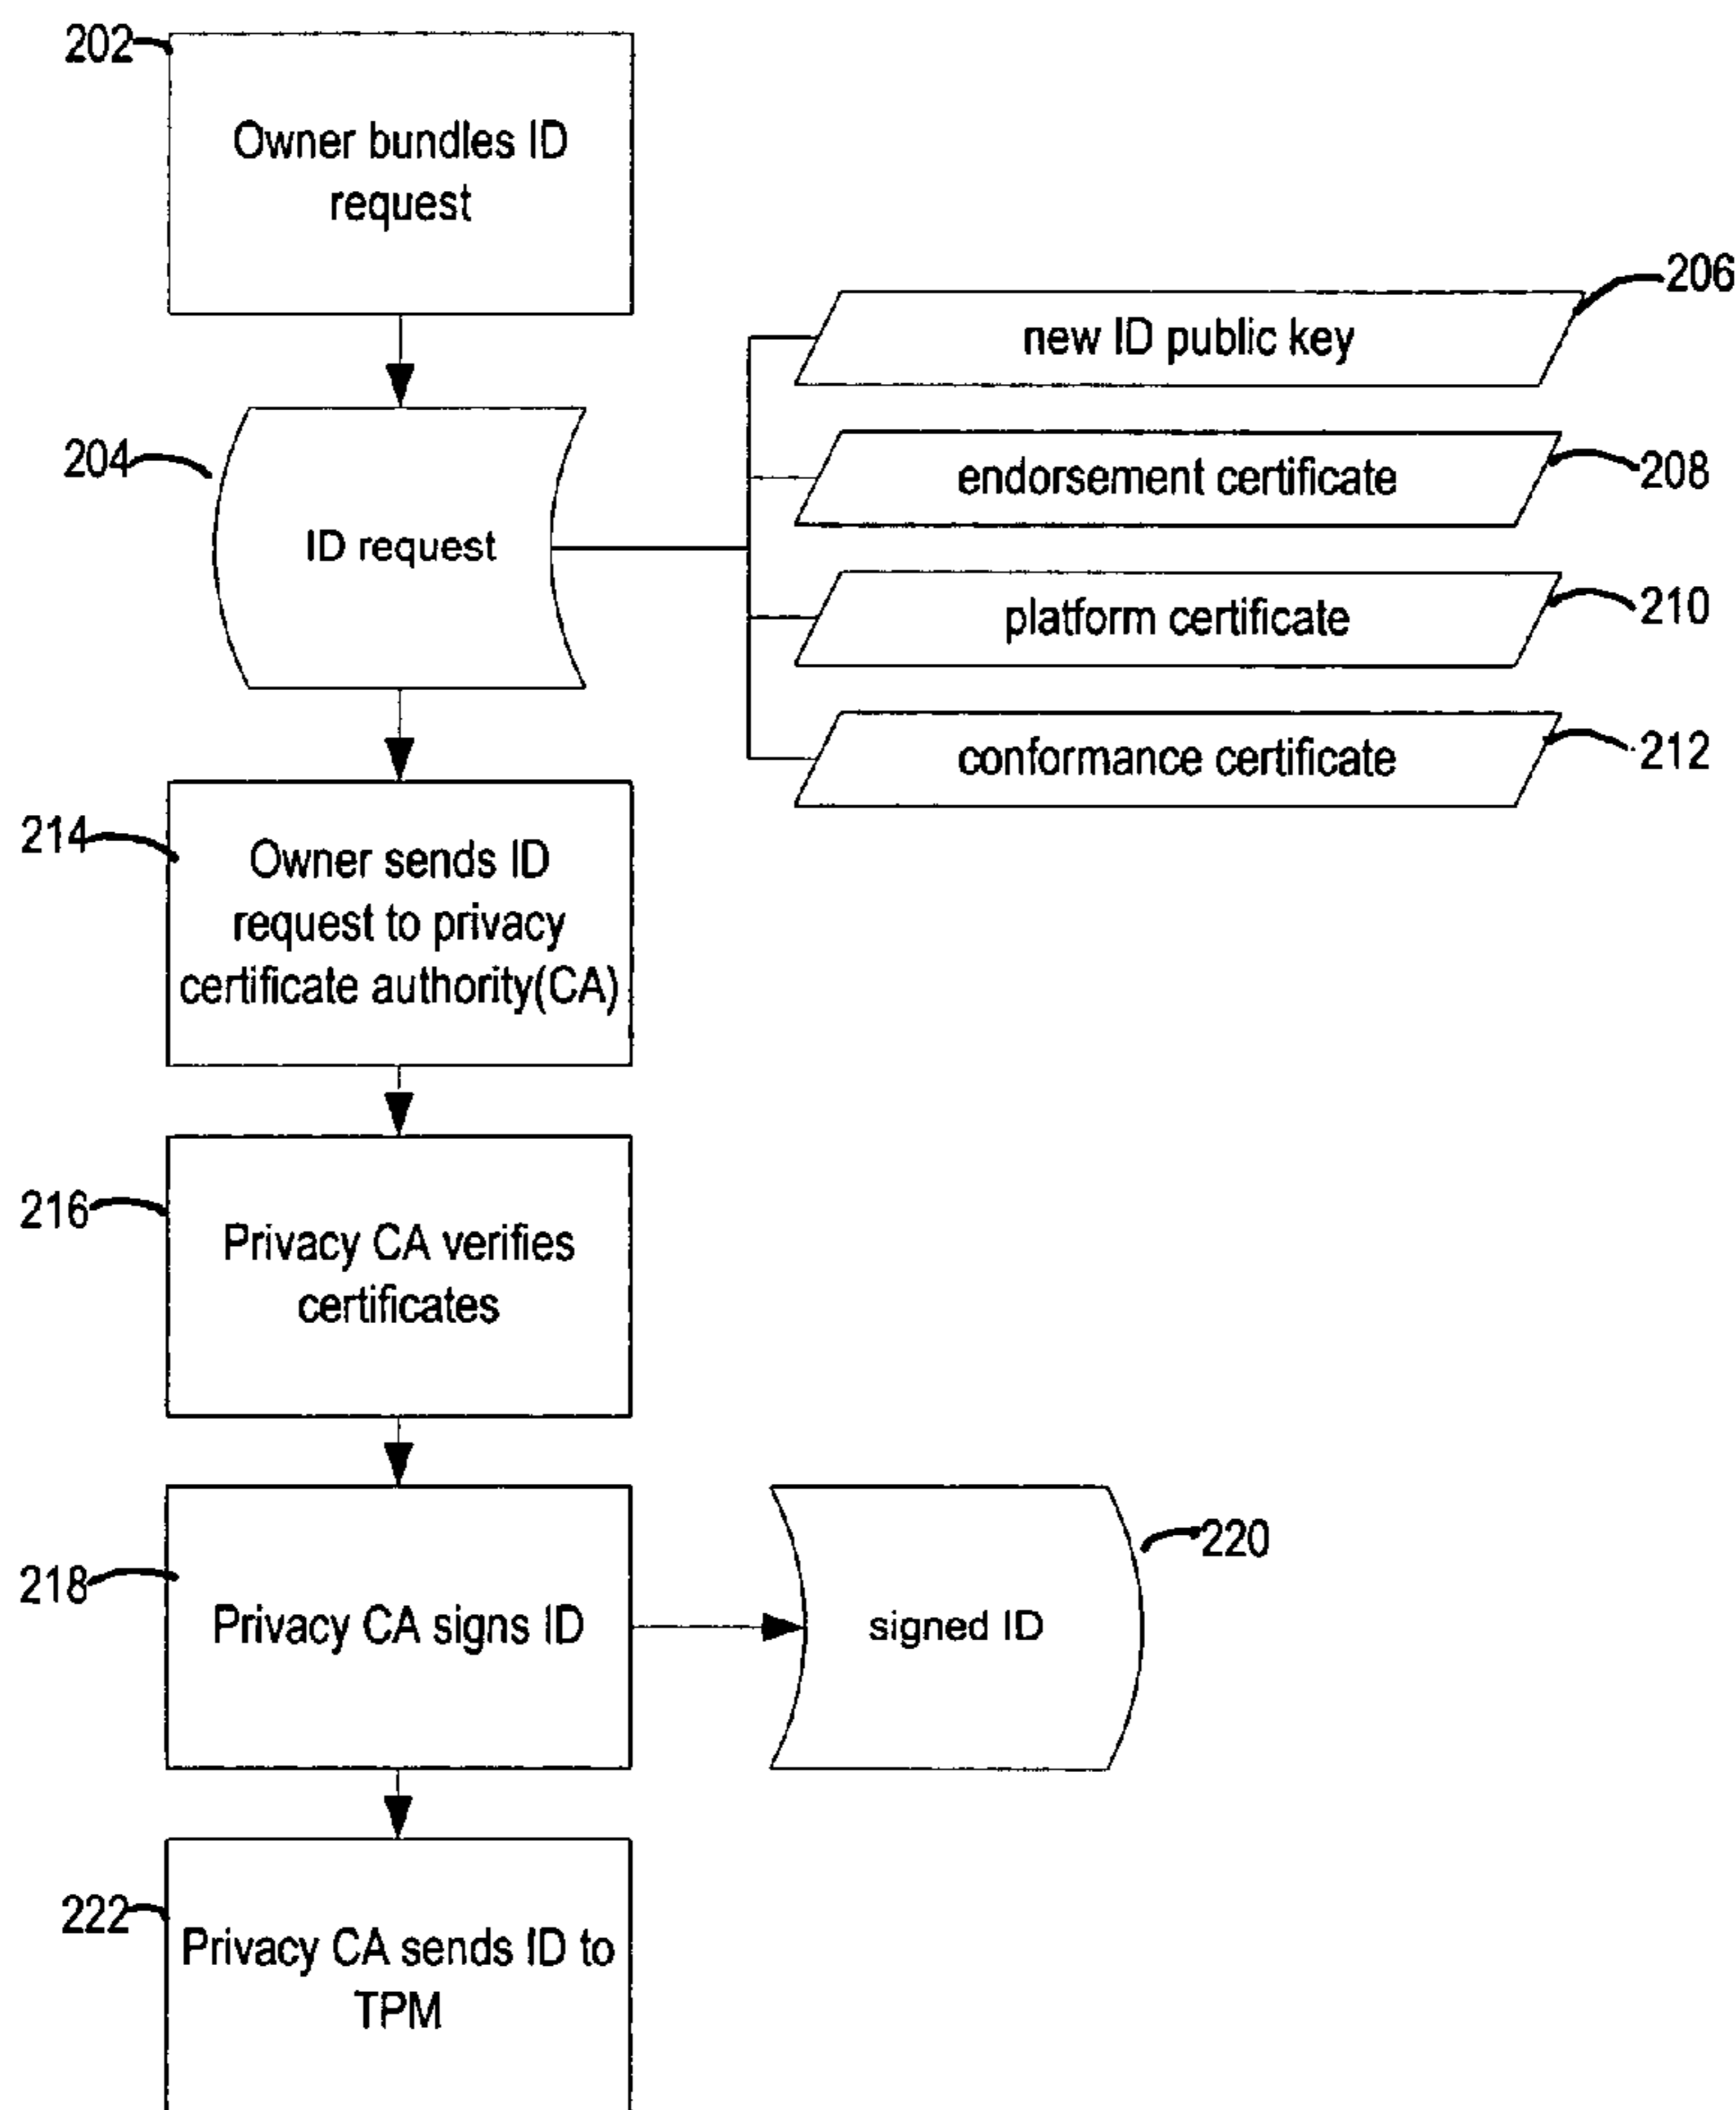 202
Owner bundles ID
request
206
new ID public key
204
ID request
endorsement certificate
208
platform certificate
210
conformance certificate
212
214
Owner sends ID
request to privacy
certificate authority(CA)
216
Privacy CA verifies
certificates
218
Privacy CA signs ID
signed ID
220
222
Privacy CA sends ID to
TPM